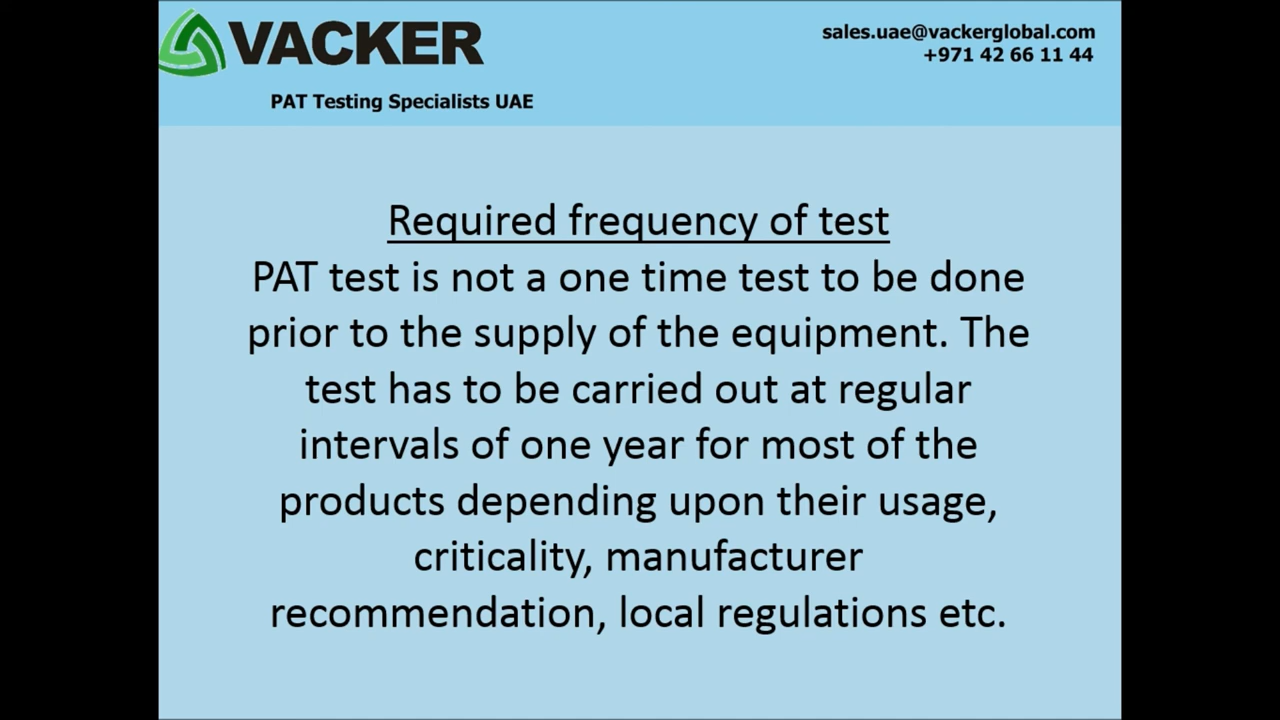 VACKER
sales.uae@vackerglobal.com
+971 42 66 11 44
PAT Testing Specialists UAE
Required frequency of test
PAT test is not a one time test to be done
prior to the supply of the equipment. The
test has to be carried out at regular
intervals of one year for most of the
products depending upon their usage,
criticality, manufacturer
recommendation, local regulations etc.